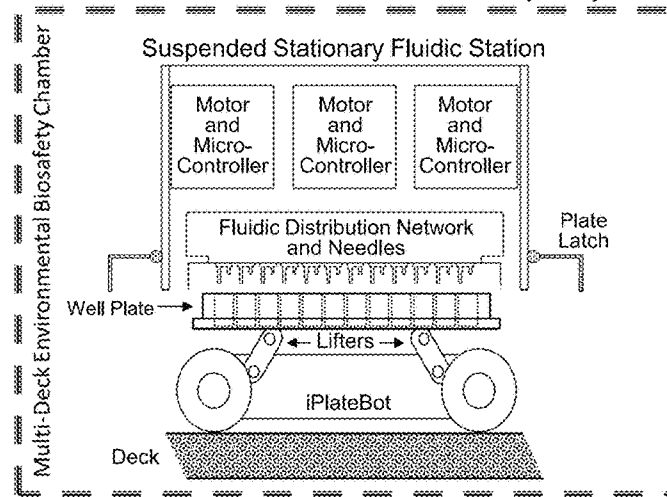 Suspended Stationary Fluidic Station
Motor
and
Micro-
Controller
Motor
and
Micro-
Controller
Motor
and
Micro-
Controller
Fluidic Distribution Network
and Needles
Plate
Latch
Well Plate
Lifters
iPlateBot
Deck
Multi-Deck Environmental Biosafety Chamber